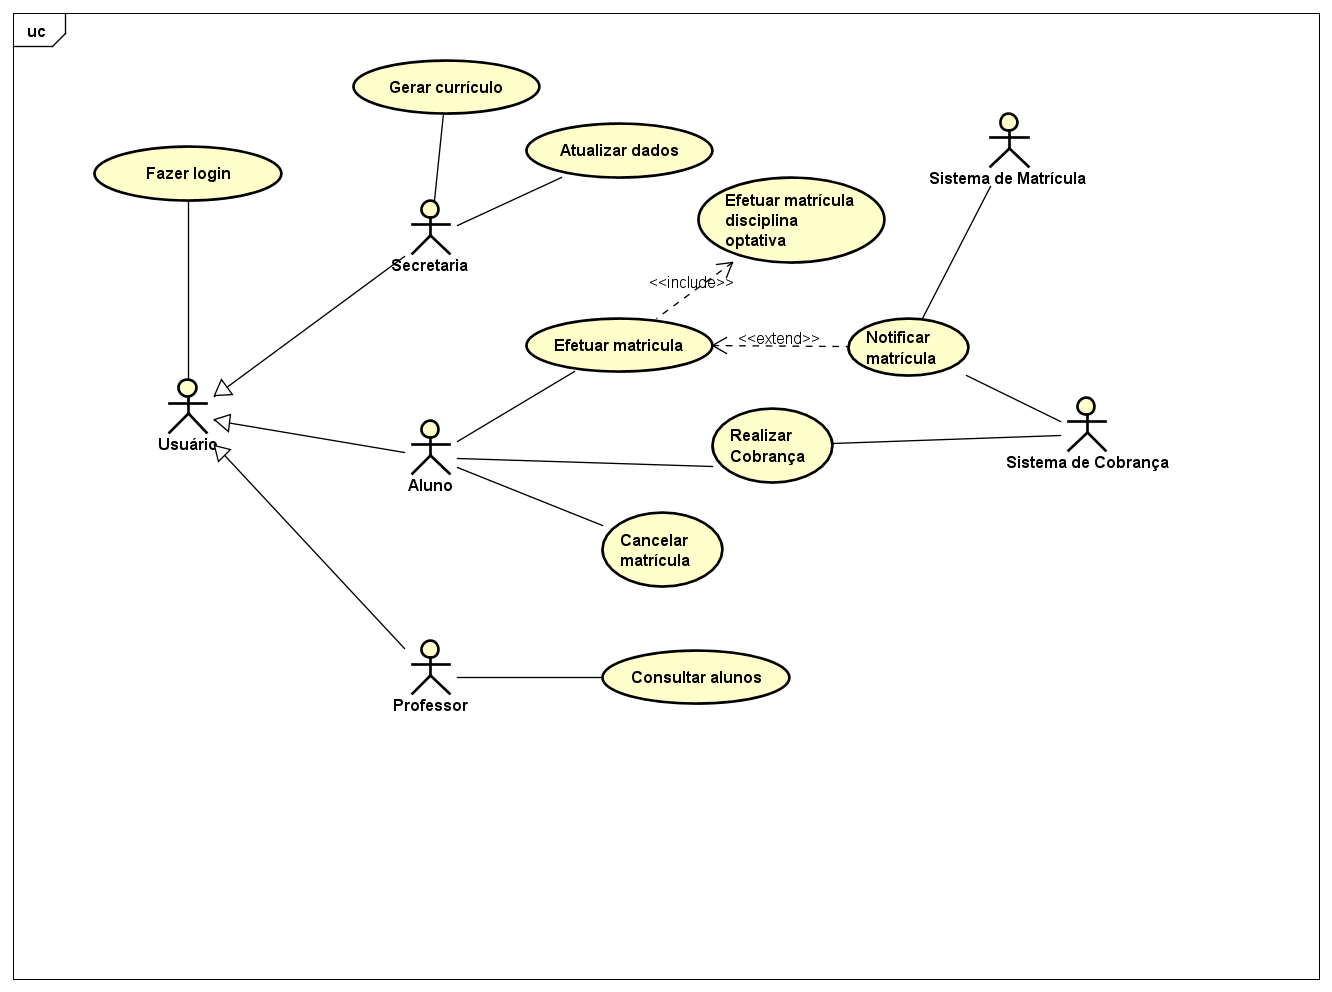 uc
Gerar currículo
Atualizar dados
Fazer login
Sistema de Matrícula
Efetuar matrícula
disciplina
optativa
Secretaria
<<include>>
Efetuar matricula
<<extend>>
Notificar
matrícula
Usuário
Realizar
Cobrança
Sistema de Cobrança
Aluno
Cancelar
matrícula
Consultar alunos
Professor